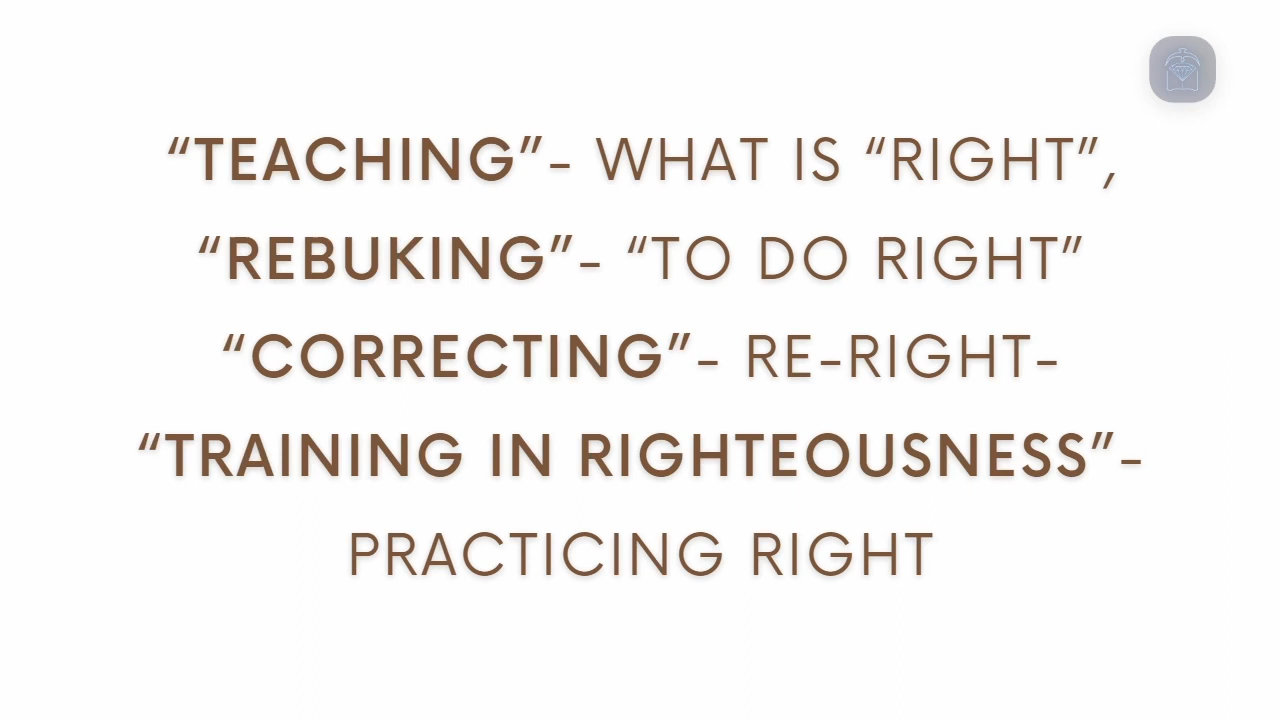 “TEACHING”- WHAT IS “RIGHT”,
“REBUKING”- “TO DO RIGHT”
“CORRECTING”- RE-RIGHT-
“TRAINING IN RIGHTEOUSNESS”-
PRACTICING RIGHT